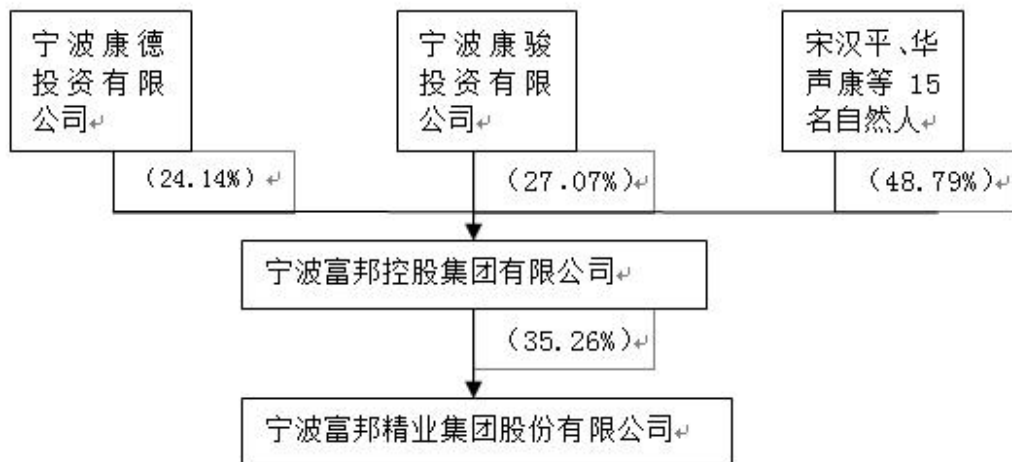 宁波康德
投资有限
公司
宁波康骏
投资有限
公司
宋汉平、华
声康等 15
名自然人
（24.14%）
（27.07%）
（48.79%）
宁波富邦控股集团有限公司
（35.26%）
宁波富邦精业集团股份有限公司